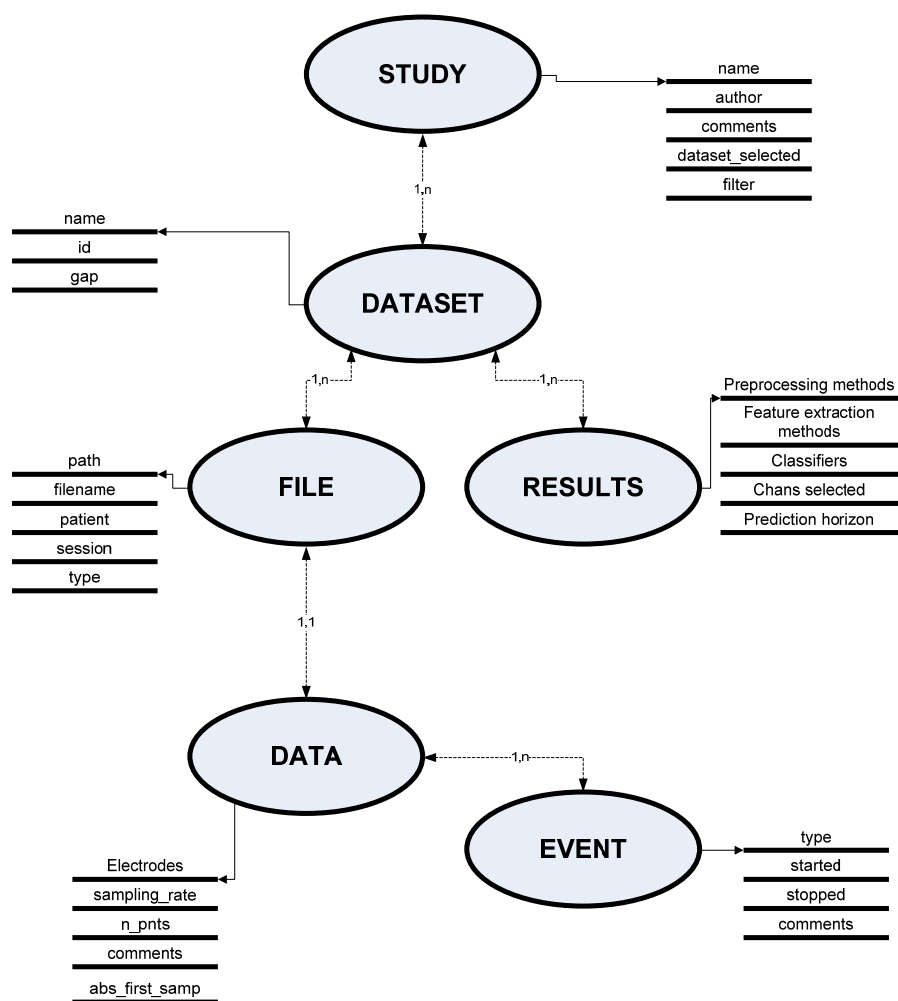 STUDY
name
author
comments
dataset_selected
filter
1,n
name
id
gap
DATASET
1,n
1,n
Preprocessing methods
Feature extraction
methods
Classifiers
Chans selected
Prediction horizon
path
filename
patient
session
type
FILE
RESULTS
1,1
DATA
1,n
EVENT
type
started
stopped
comments
Electrodes
sampling_rate
n_pnts
comments
abs_first_samp